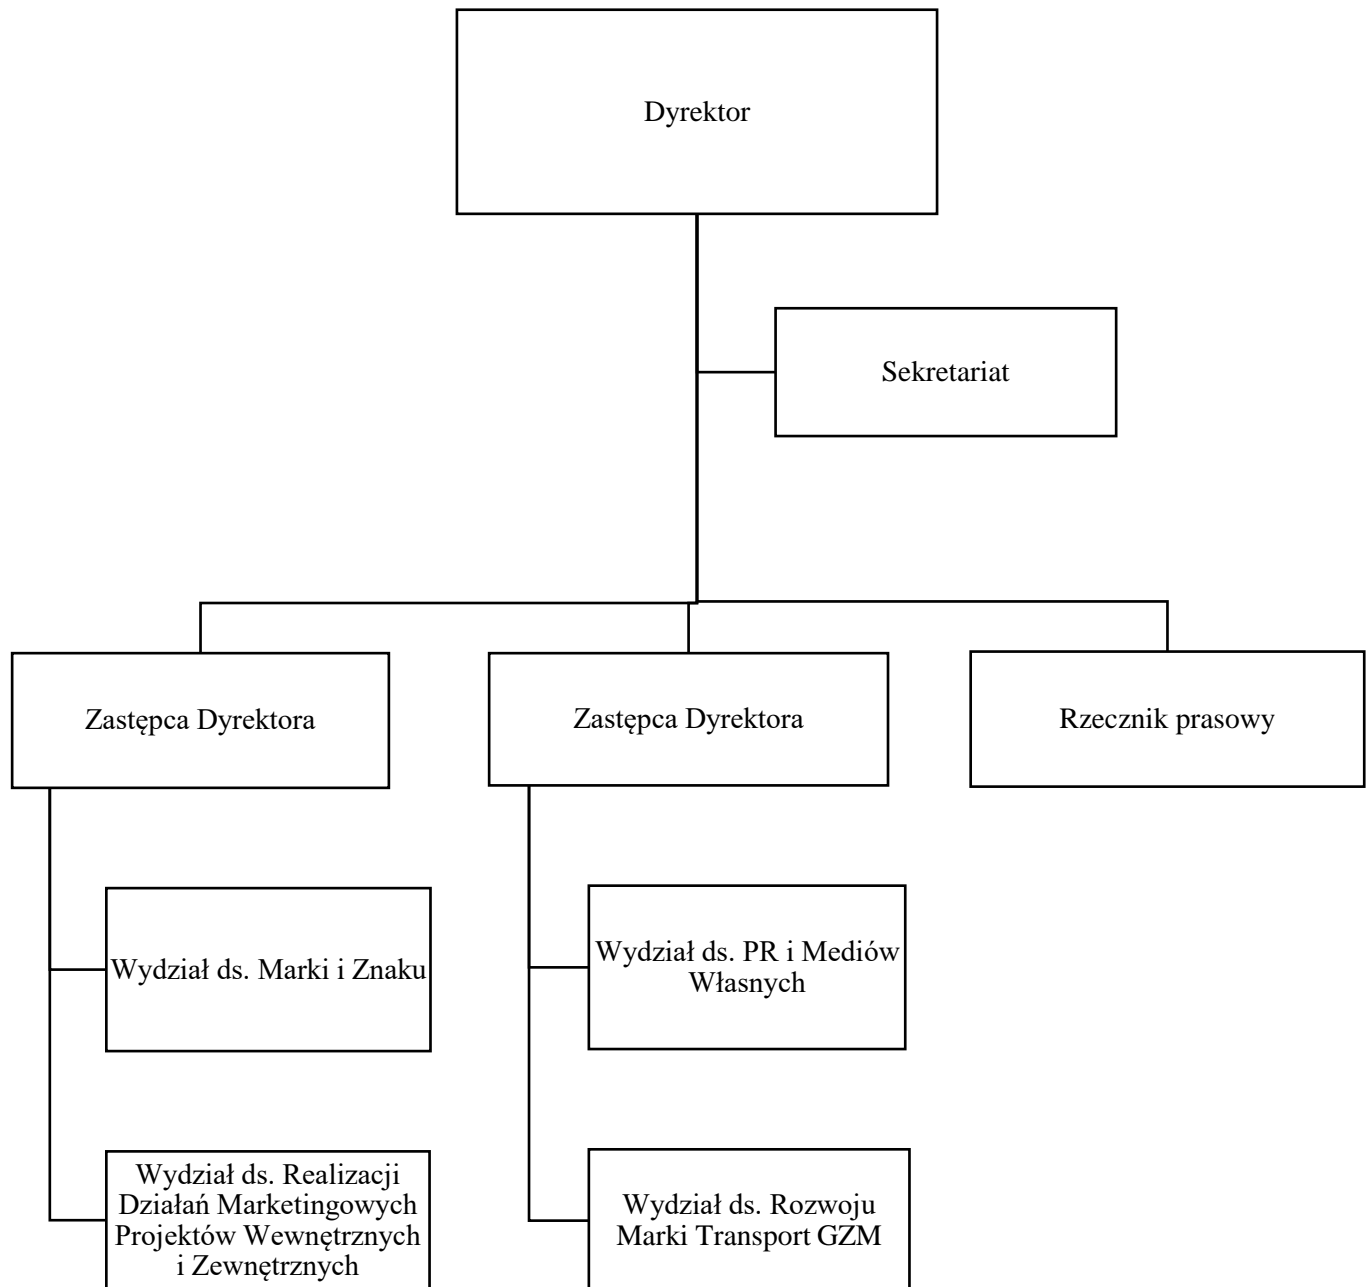 Dyrektor
Sekretariat
Zastępca Dyrektora
Zastępca Dyrektora
Rzecznik prasowy
Wydział ds. Marki i Znaku
Wydział ds. PR i Mediów
Własnych
Wydział ds. Realizacji
Działań Marketingowych
Projektów Wewnętrznych
i Zewnętrznych
Wydział ds. Rozwoju
Marki Transport GZM